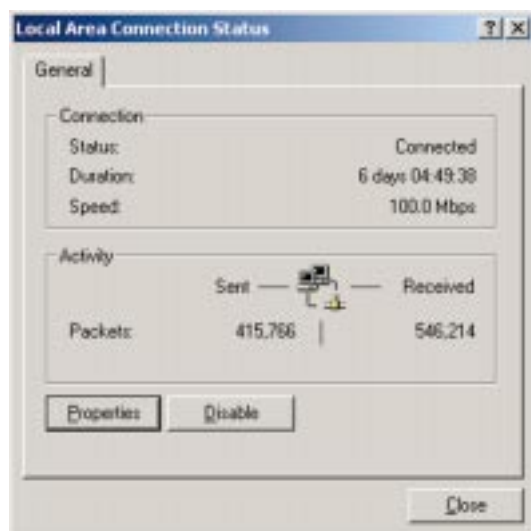 Local Area Connection Status
General
Connection
Status: Connected
Duration: 6 days 04:49:38
Speed: 100.0 Mbps
Activity
Sent Received
Packets: 415,766 546,214
Properties Disable
Close